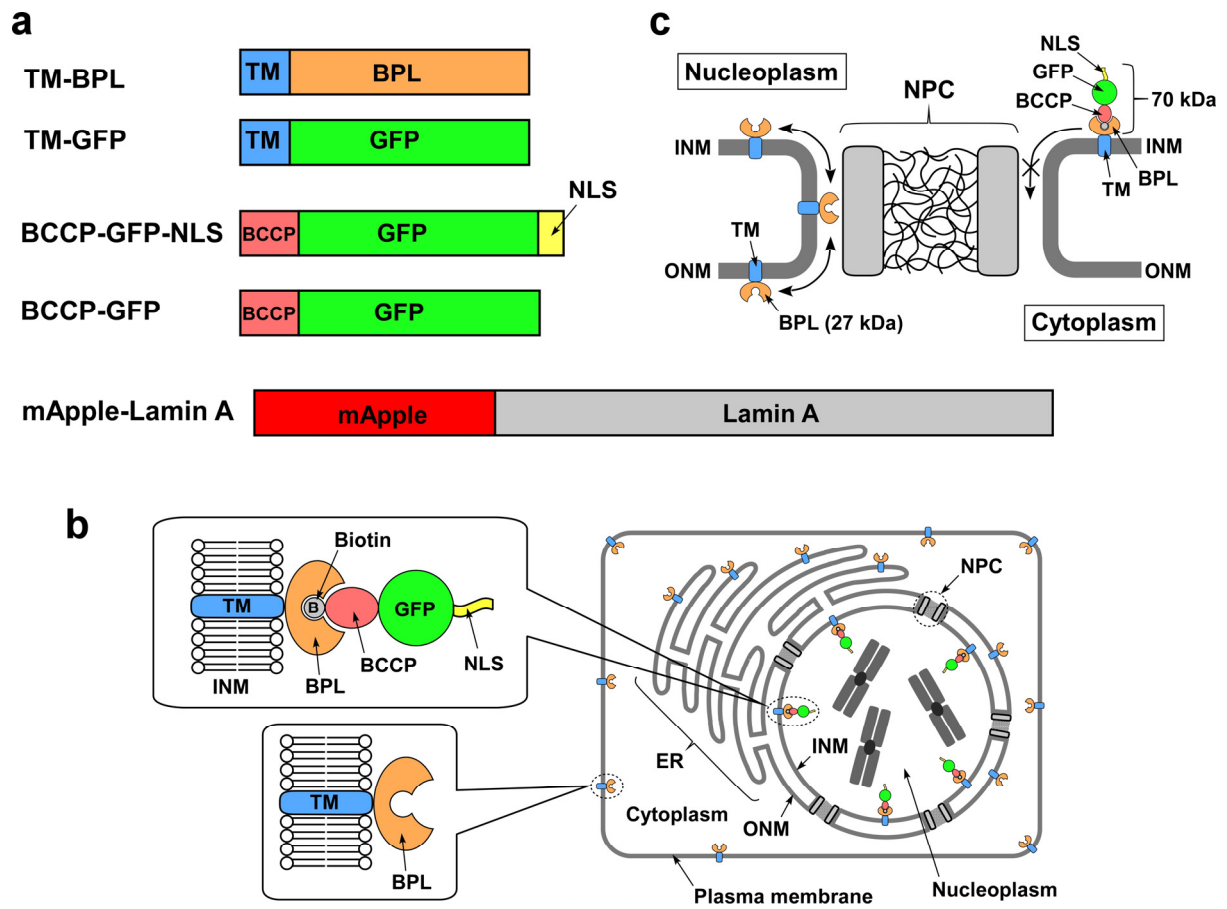 a
TM-BPL
TM BPL
TM-GFP
TM GFP
NLS
BCCP-GFP-NLS
BCCP GFP
BCCP-GFP
BCCP GFP
mApple-Lamin A
mApple Lamin A
c
Nucleoplasm
NPC
NLS
GFP
BCCP
70 kDa
INM
INM
TM
BPL
TM
ONM
ONM
BPL (27 kDa)
Cytoplasm
b
Biotin
TM
B
GFP
INM
BPL
BCCP
NLS
TM
BPL
NPC
ER
INM
Cytoplasm
ONM
Plasma membrane
Nucleoplasm